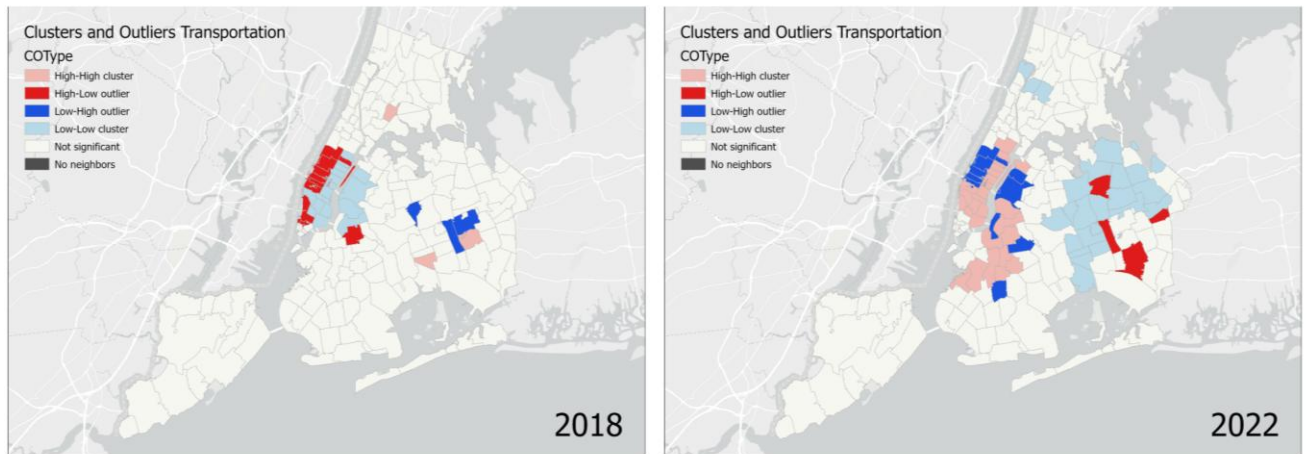 Clusters and Outliers Transportation
COType
High-High cluster
High-Low outlier
Low-High outlier
Low-Low cluster
Not significant
No neighbors
2018
Clusters and Outliers Transportation
COType
High-High cluster
High-Low outlier
Low-High outlier
Low-Low cluster
Not significant
No neighbors
2022